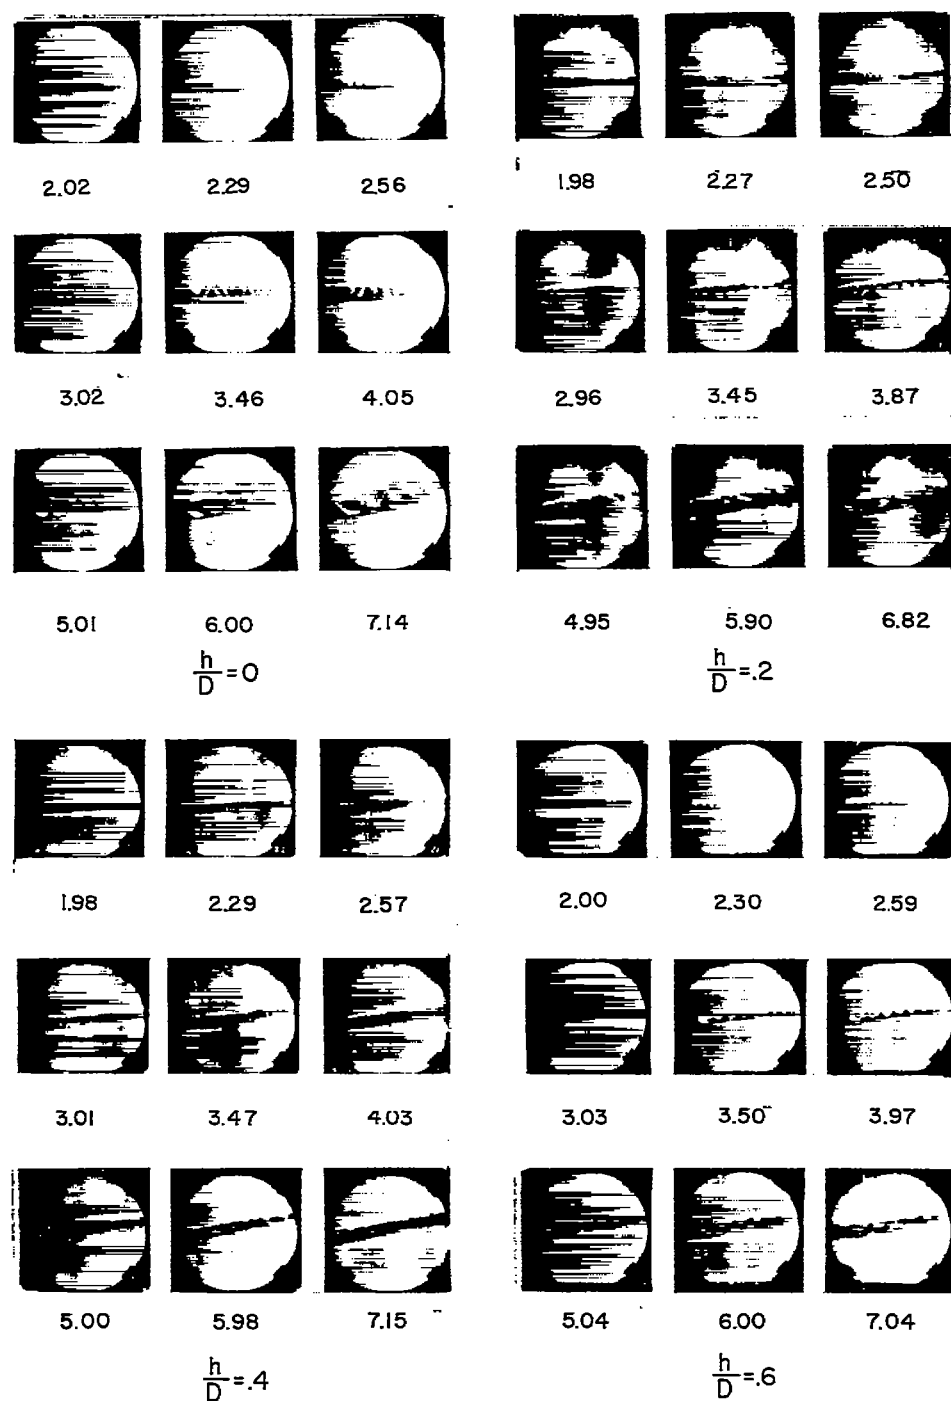 2.02 2.29 2.56
3.02 3.46 4.05
5.01 6.00 7.14
h/D = 0
1.98 2.27 2.50
2.96 3.45 3.87
4.95 5.90 6.82
h/D = .2
1.98 2.29 2.57
3.01 3.47 4.03
5.00 5.98 7.15
h/D = .4
2.00 2.30 2.59
3.03 3.50 3.97
5.04 6.00 7.04
h/D = .6